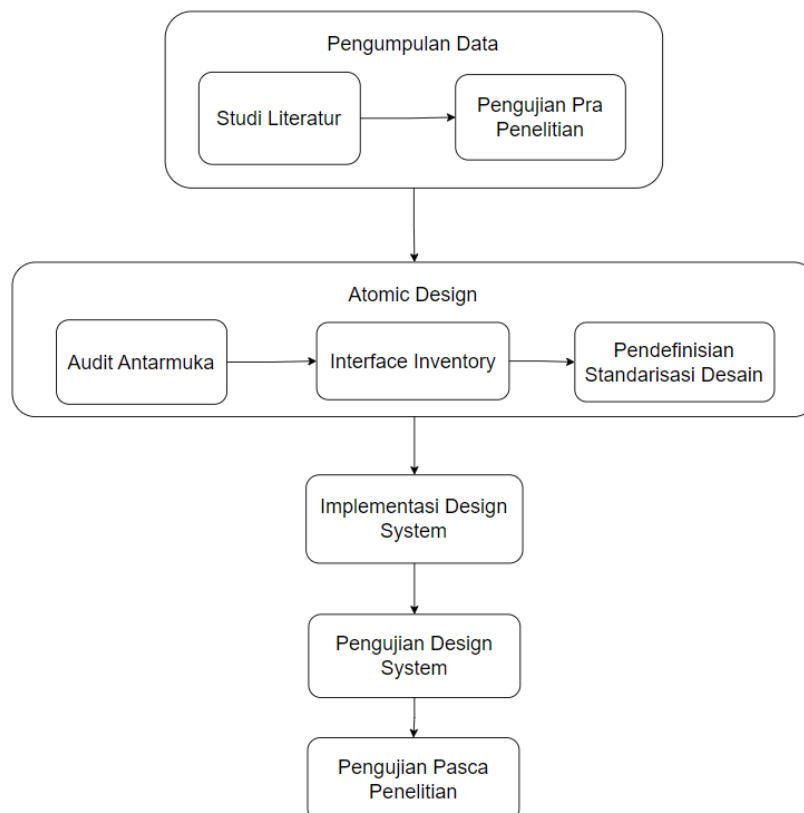 Pengumpulan Data
Studi Literatur
Pengujian Pra
Penelitian
Atomic Design
Audit Antarmuka
Interface Inventory
Pendefinisian
Standarisasi Desain
Implementasi Design
System
Pengujian Design
System
Pengujian Pasca
Penelitian